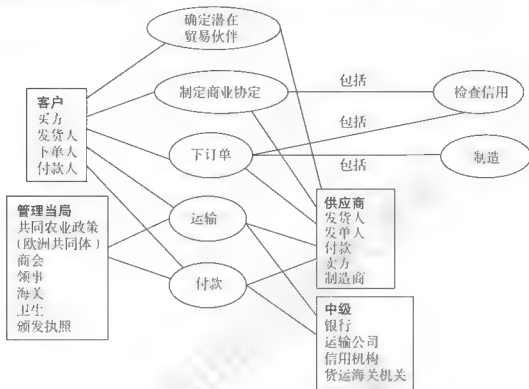 确定潜在
贸易伙伴
制定商业协定
包括
检查信用
包括
下订单
包括
制造
客户
买方
发货人
下单人
付款人
管理当局
共同农业政策
（欧洲共同体）
商会
领事
海关
卫生
颁发执照
运输
付款
供应商
发货人
发单人
付款
卖方
制造商
中级
银行
运输公司
信用机构
货运海关机关